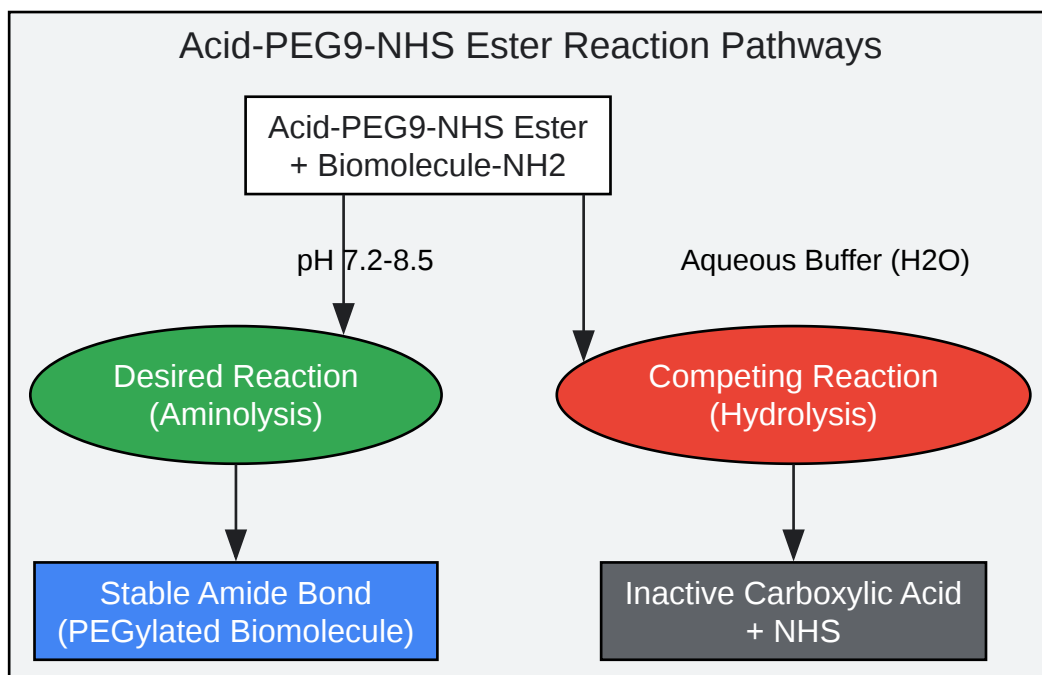 Acid-PEG9-NHS Ester Reaction Pathways
Acid-PEG9-NHS Ester
+ Biomolecule-NH2
pH 7.2-8.5
Aqueous Buffer (H2O)
Desired Reaction
(Aminolysis)
Competing Reaction
(Hydrolysis)
Stable Amide Bond
(PEGylated Biomolecule)
Inactive Carboxylic Acid
+ NHS